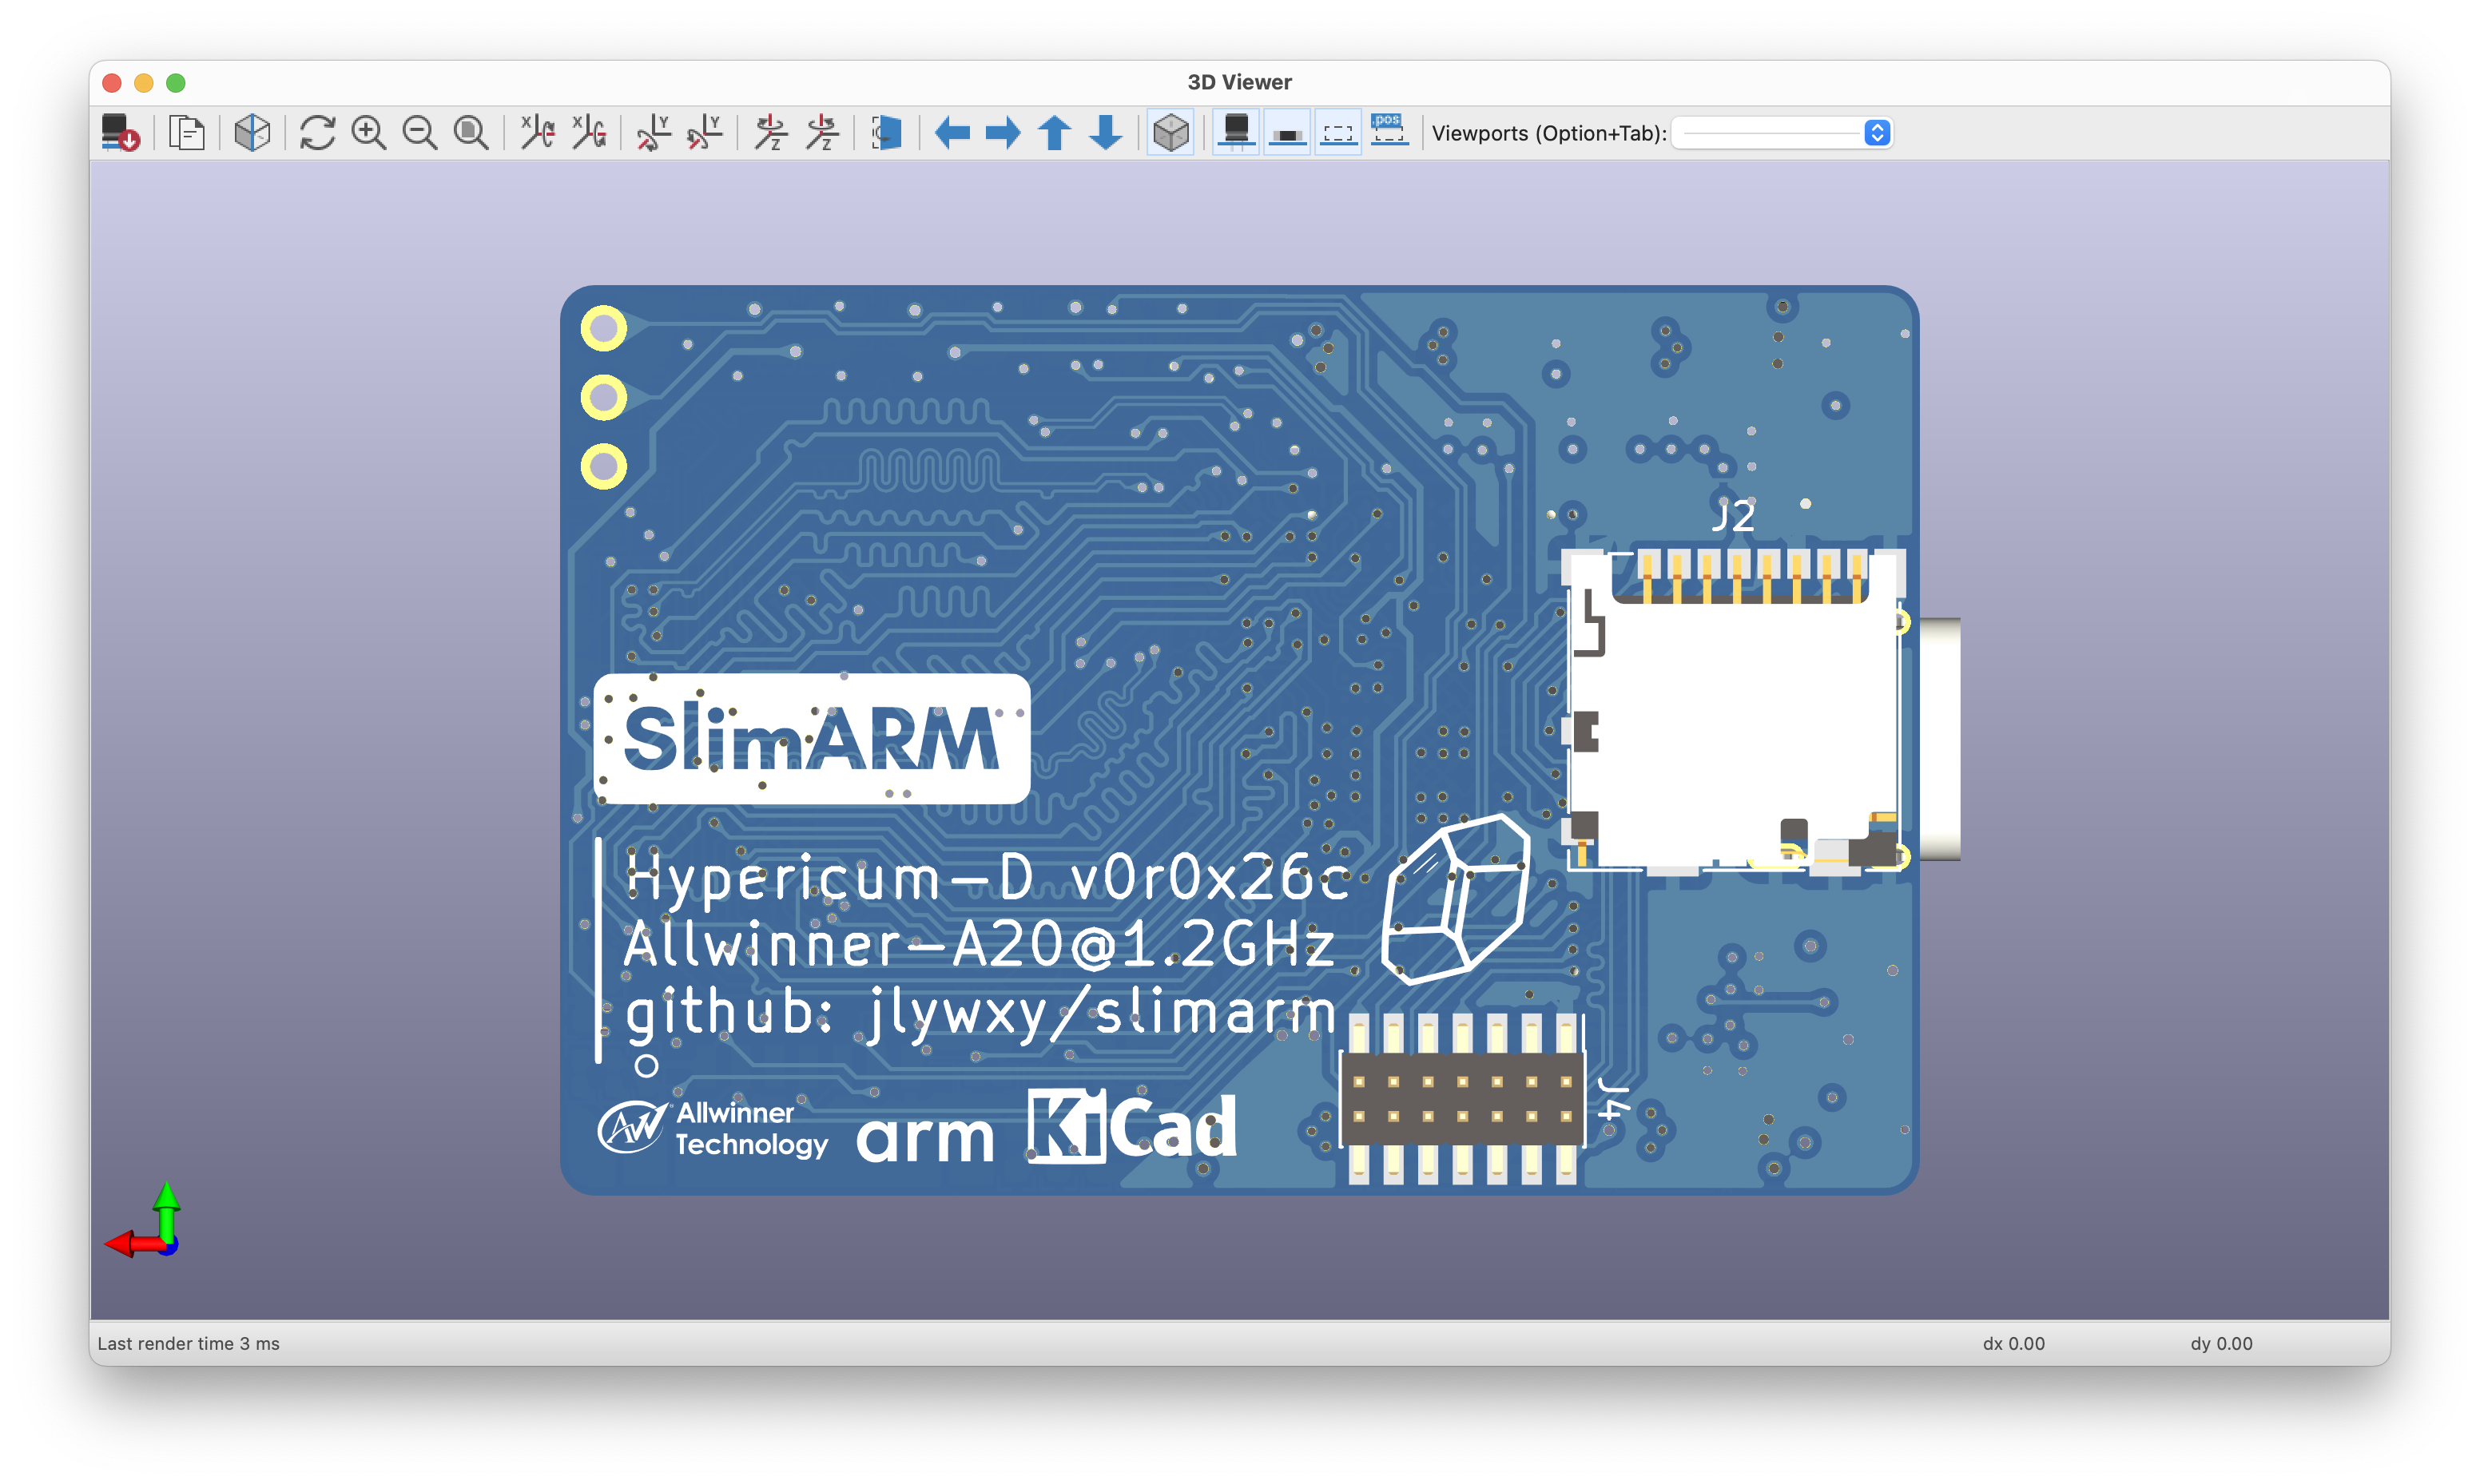 3D Viewer
X X Y Y Z Z .pos Viewports (Option+Tab):
J2
SlimARM
Hypericum-D v0r0x26c
Allwinner-A20@1.2GHz
github: jlywxy/slimarm
J4
Allwinner
Technology
arm
KiCad
Last render time 3 ms
dx 0.00
dy 0.00